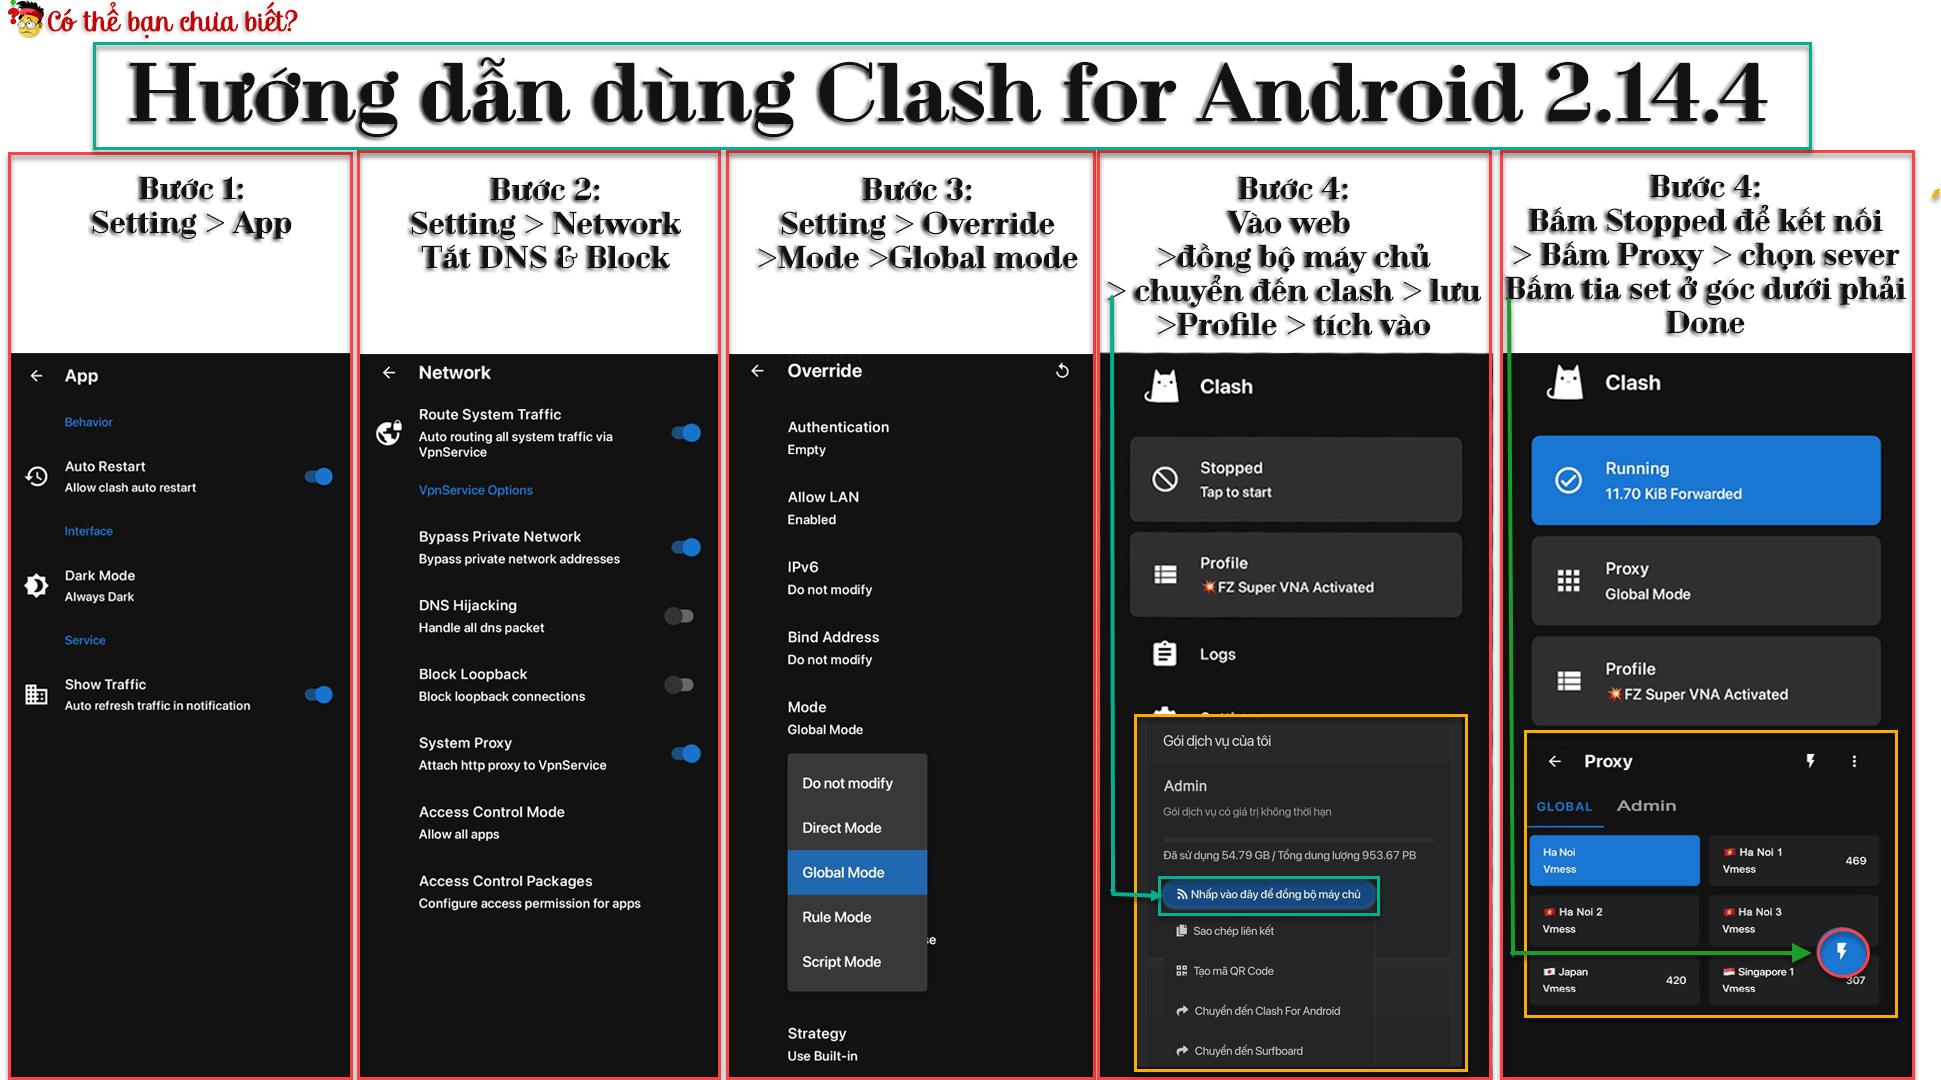 Có thể bạn chưa biết?
Hướng dẫn dùng Clash for Android 2.14.4
Bước 1:
Setting > App
App
Behavior
Auto Restart
Allow clash auto restart
Interface
Dark Mode
Always Dark
Service
Show Traffic
Auto refresh traffic in notification
Bước 2:
Setting > Network
Tắt DNS & Block
Network
Route System Traffic
Auto routing all system traffic via
VpnService
VpnService Options
Bypass Private Network
Bypass private network addresses
DNS Hijacking
Handle all dns packet
Block Loopback
Block loopback connections
System Proxy
Attach http proxy to VpnService
Access Control Mode
Allow all apps
Access Control Packages
Configure access permission for apps
Bước 3:
Setting > Override
>Mode >Global mode
Override
Authentication
Empty
Allow LAN
Enabled
IPv6
Do not modify
Bind Address
Do not modify
Mode
Global Mode
Do not modify
Direct Mode
Global Mode
Rule Mode
Script Mode
Strategy
Use Built-in
Bước 4:
Vào web
>đồng bộ máy chủ
> chuyển đến clash > lưu
>Profile > tích vào
Clash
Stopped
Tap to start
Profile
💥FZ Super VNA Activated
Logs
Gói dịch vụ của tôi
Admin
Gói dịch vụ có giá trị không thời hạn
Đã sử dụng 54.79 GB / Tổng dung lượng 953.67 PB
Nhấp vào đây để đồng bộ máy chủ
Sao chép liên kết
Tạo mã QR Code
Chuyển đến Clash For Android
Chuyển đến Surfboard
Bước 4:
Bấm Stopped để kết nối
> Bấm Proxy > chọn sever
Bấm tia set ở góc dưới phải
Done
Clash
Running
11.70 KiB Forwarded
Proxy
Global Mode
Profile
💥FZ Super VNA Activated
Proxy
GLOBAL Admin
Ha Noi
Vmess
🇻🇳 Ha Noi 1
Vmess
469
🇻🇳 Ha Noi 2
Vmess
🇻🇳 Ha Noi 3
Vmess
🇯🇵 Japan
Vmess
420
🇸🇬 Singapore 1
Vmess
307